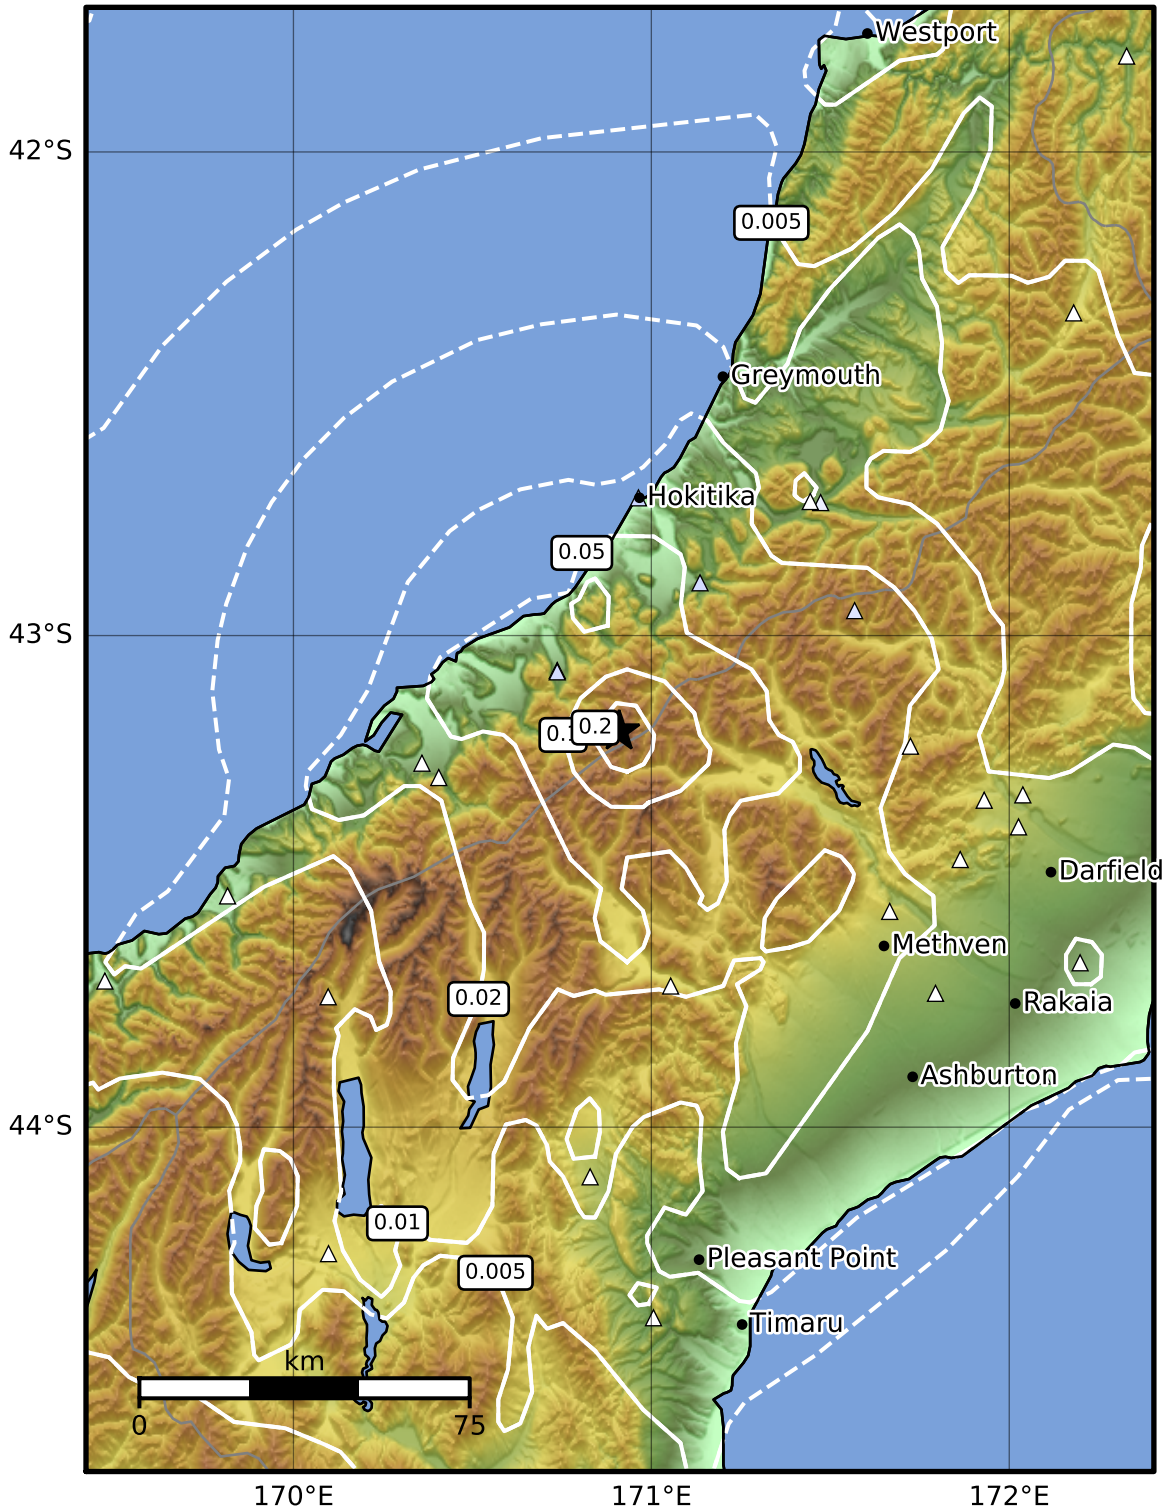 Westport
42°S
0.005
Greymouth
Hokitika
0.05
43°S
0.2
Darfield
Methven
0.02
Rakaia
Ashburton
44°S
0.01
Pleasant Point
0.005
Timaru
km
0 75
170°E 171°E 172°E